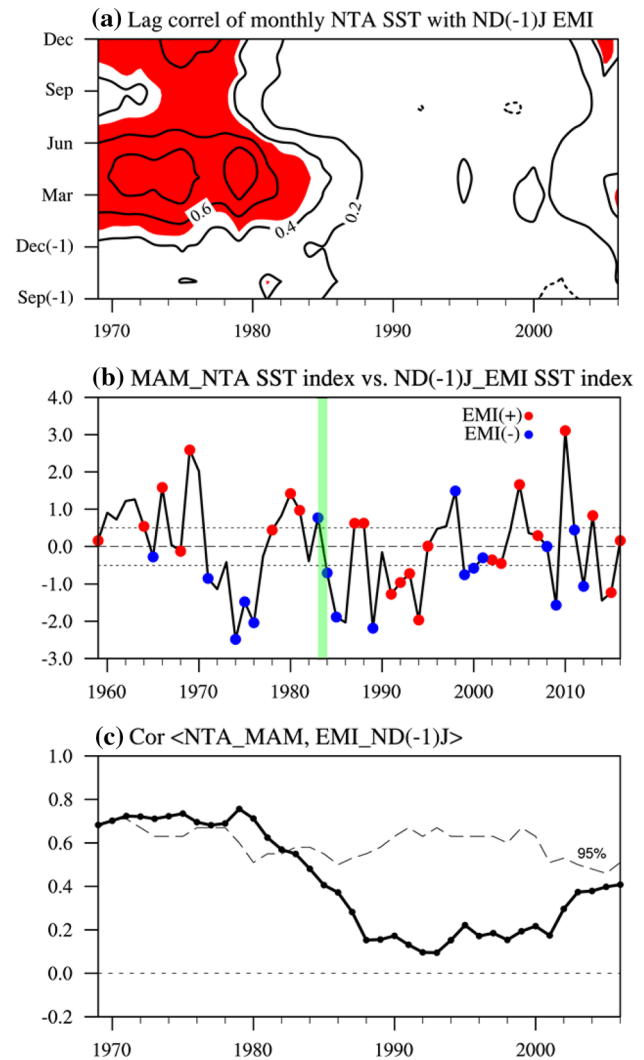 (a) Lag correl of monthly NTA SST with ND(-1)J EMI
Dec
Sep
Jun
Mar
Dec(-1)
Sep(-1)
0.6
0.4
0.2
1970 1980 1990 2000
(b) MAM_NTA SST index vs. ND(-1)J_EMI SST index
EMI(+)
EMI(-)
4.0
3.0
2.0
1.0
0.0
-1.0
-2.0
-3.0
1960 1970 1980 1990 2000 2010
(c) Cor <NTA_MAM, EMI_ND(-1)J>
1.0
0.8
0.6
0.4
0.2
0.0
-0.2
95%
1970 1980 1990 2000